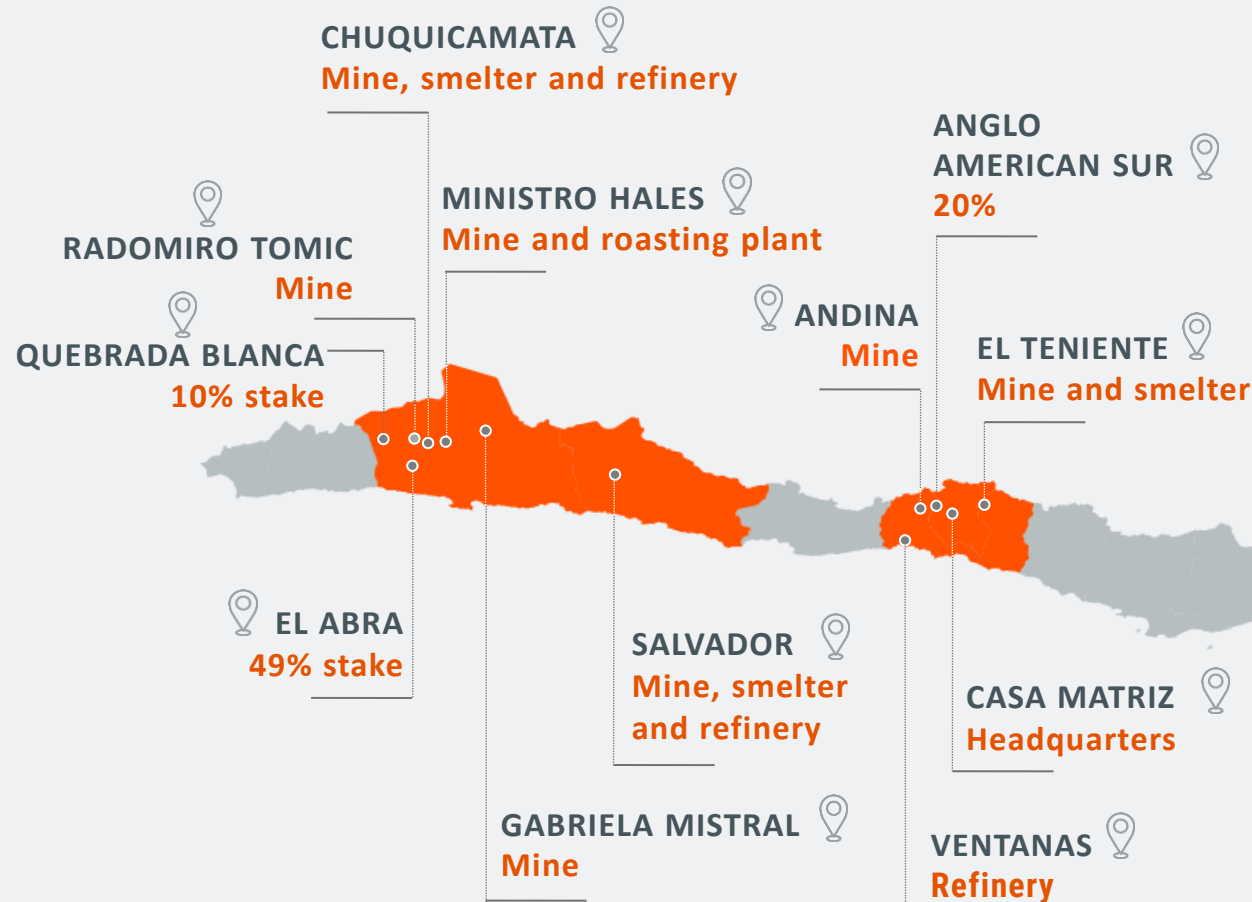 CHUQUICAMATA
Mine, smelter and refinery
ANGLO
AMERICAN SUR
20%
MINISTRO HALES
Mine and roasting plant
RADOMIRO TOMIC
Mine
ANDINA
Mine
QUEBRADA BLANCA
10% stake
EL TENIENTE
Mine and smelter
EL ABRA
49% stake
SALVADOR
Mine, smelter
and refinery
CASA MATRIZ
Headquarters
GABRIELA MISTRAL
Mine
VENTANAS
Refinery